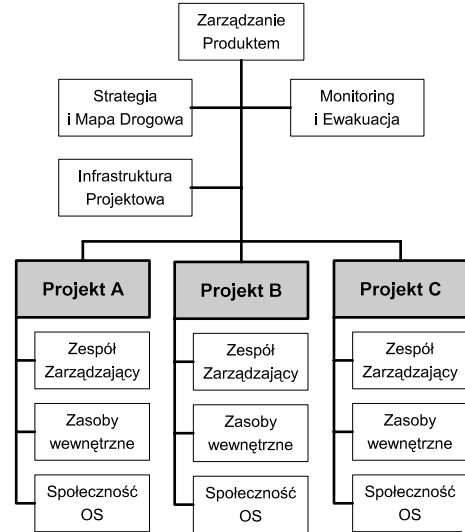 Zarządzanie
Produktem
Strategia
i Mapa Drogowa
Monitoring
i Ewakuacja
Infrastruktura
Projektowa
Projekt A
Projekt B
Projekt C
Zespół
Zarządzający
Zespół
Zarządzający
Zespół
Zarządzający
Zasoby
wewnętrzne
Zasoby
wewnętrzne
Zasoby
wewnętrzne
Społeczność
OS
Społeczność
OS
Społeczność
OS